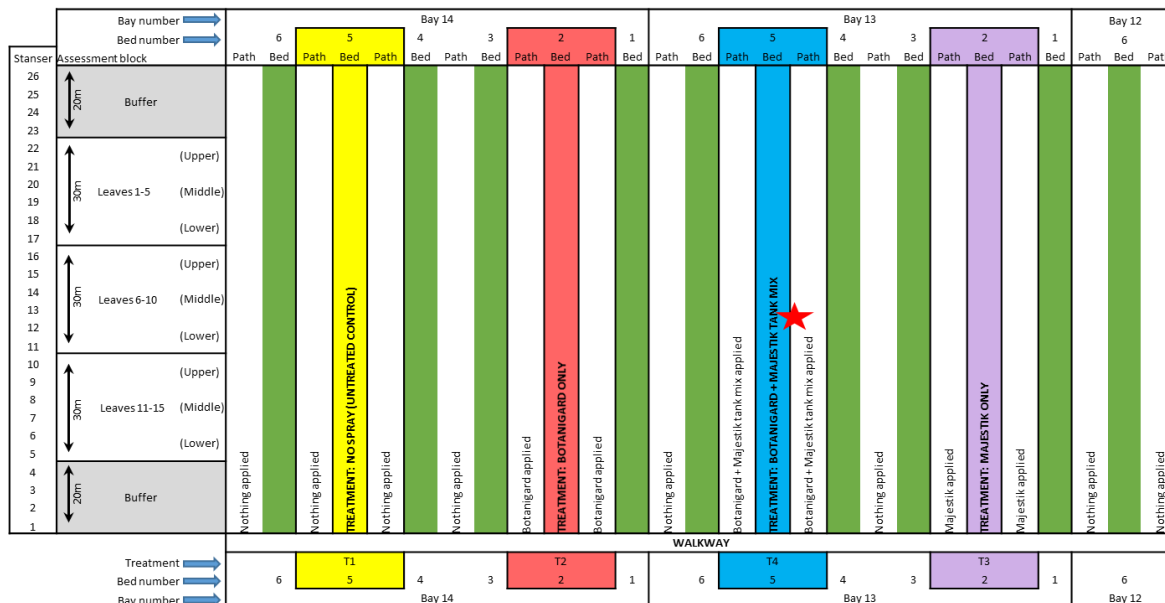 Bay number Bay 14 Bay 13 Bay 12
Bed number 6 5 4 3 2 1 6 5 4 3 2 1 6
Stanser Assessment block Path Bed Path Bed Path Bed Path Bed Path Bed Path Bed Path Bed Path Bed Path Bed Path Bed Path Bed Path Bed Path Bed Path
26
25
24
23
20m
Buffer
22
21
20
19
18
17
30m
Leaves 1-5
(Upper)
(Middle)
(Lower)
16
15
14
13
12
11
30m
Leaves 6-10
(Upper)
(Middle)
(Lower)
10
9
8
7
6
5
30m
Leaves 11-15
(Upper)
(Middle)
(Lower)
4
3
2
1
20m
Buffer
Nothing applied
Nothing applied
TREATMENT: NO SPRAY (UNTREATED CONTROL)
Nothing applied
Nothing applied
Botanigard applied
TREATMENT: BOTANIGARD ONLY
Botanigard applied
Nothing applied
Botanigard + Majestik tank mix applied
TREATMENT: BOTANIGARD + MAJESTIK TANK MIX
Botanigard + Majestik tank mix applied
Nothing applied
Majestik applied
TREATMENT: MAJESTIK ONLY
Majestik applied
Nothing applied
Nothing applied
WALKWAY
Treatment T1 T2 T4 T3
Bed number 6 5 4 3 2 1 6 5 4 3 2 1 6
Bay number Bay 14 Bay 13 Bay 12